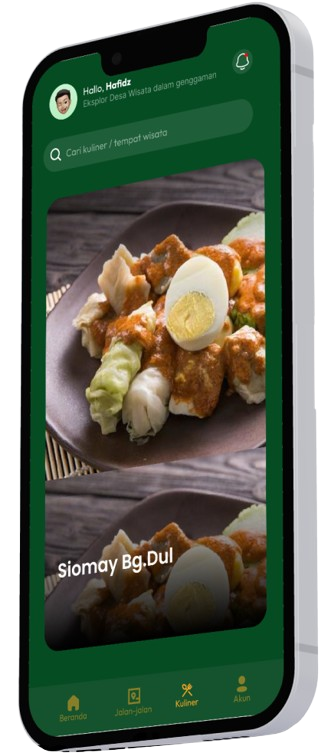 Hallo, Hafidz
Eksplor Desa Wisata dalam genggaman
Cari kuliner / tempat wisata
Siomay Bg.Dul
Beranda
Jalan-jalan
Kuliner
Akun